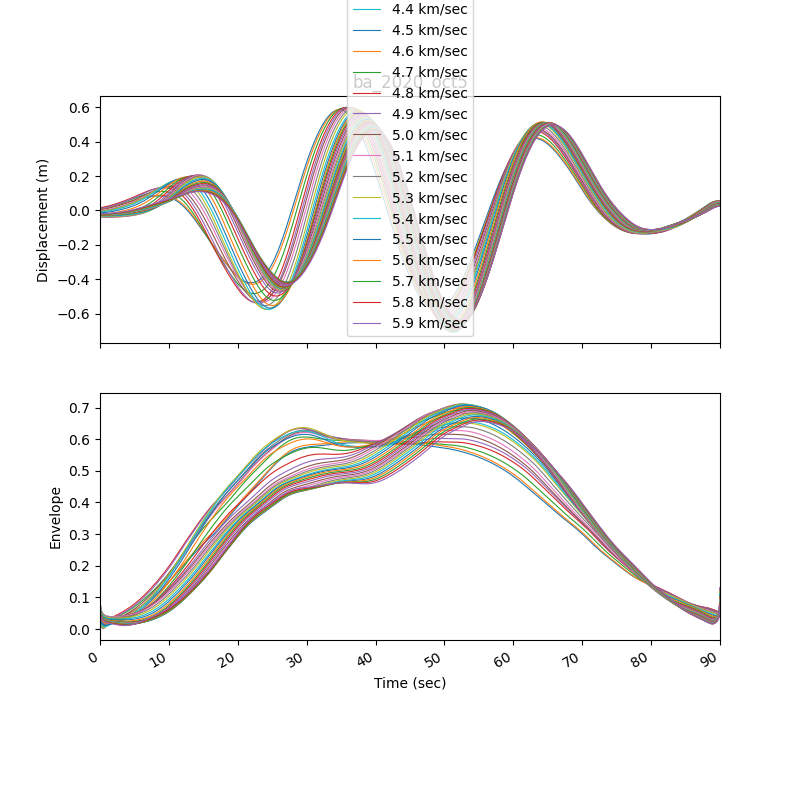 4.4 km/sec
4.5 km/sec
4.6 km/sec
4.7 km/sec
ba_2020_oct5
4.8 km/sec
4.9 km/sec
5.0 km/sec
5.1 km/sec
5.2 km/sec
5.3 km/sec
5.4 km/sec
5.5 km/sec
5.6 km/sec
5.7 km/sec
5.8 km/sec
5.9 km/sec
0.6
0.4
0.2
0.0
−0.2
−0.4
−0.6
Displacement (m)
0.7
0.6
0.5
0.4
0.3
0.2
0.1
0.0
Envelope
0 10 20 30 40 50 60 70 80 90
Time (sec)